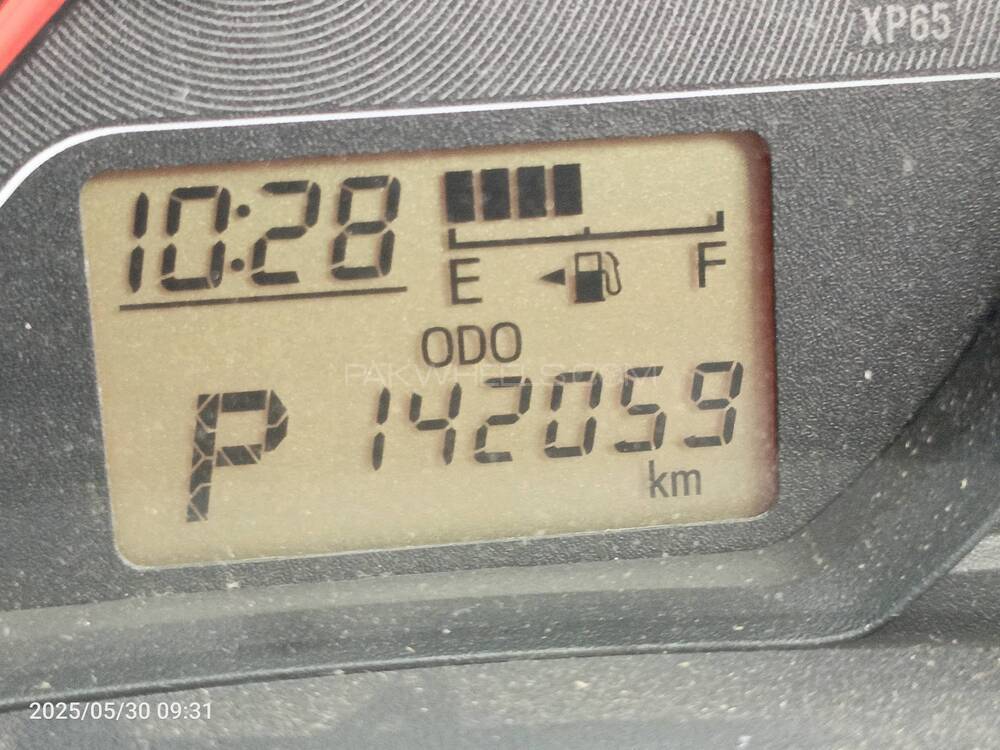 XP65
10:28
E F
ODO
PAKWHEELS.COM
P 142059
km
2025/05/30 09:31